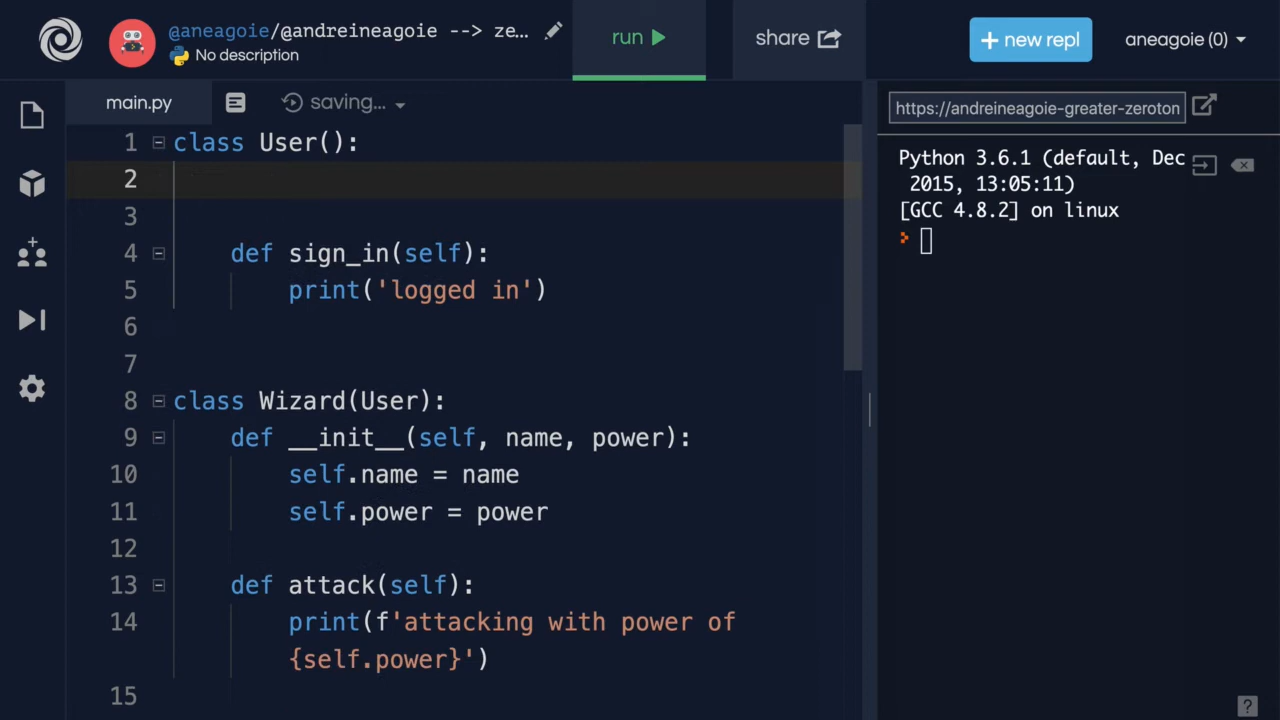 @aneagoie/@andreineagoie --> ze...
No description
run
share
+ new repl
aneagoie (0)
main.py
saving...
https://andreineagoie-greater-zeroton
1 class User():
2
3
4 def sign_in(self):
5 print('logged in')
6
7
8 class Wizard(User):
9 def __init__(self, name, power):
10 self.name = name
11 self.power = power
12
13 def attack(self):
14 print(f'attacking with power of
{self.power}')
15
Python 3.6.1 (default, Dec
2015, 13:05:11)
[GCC 4.8.2] on linux
?